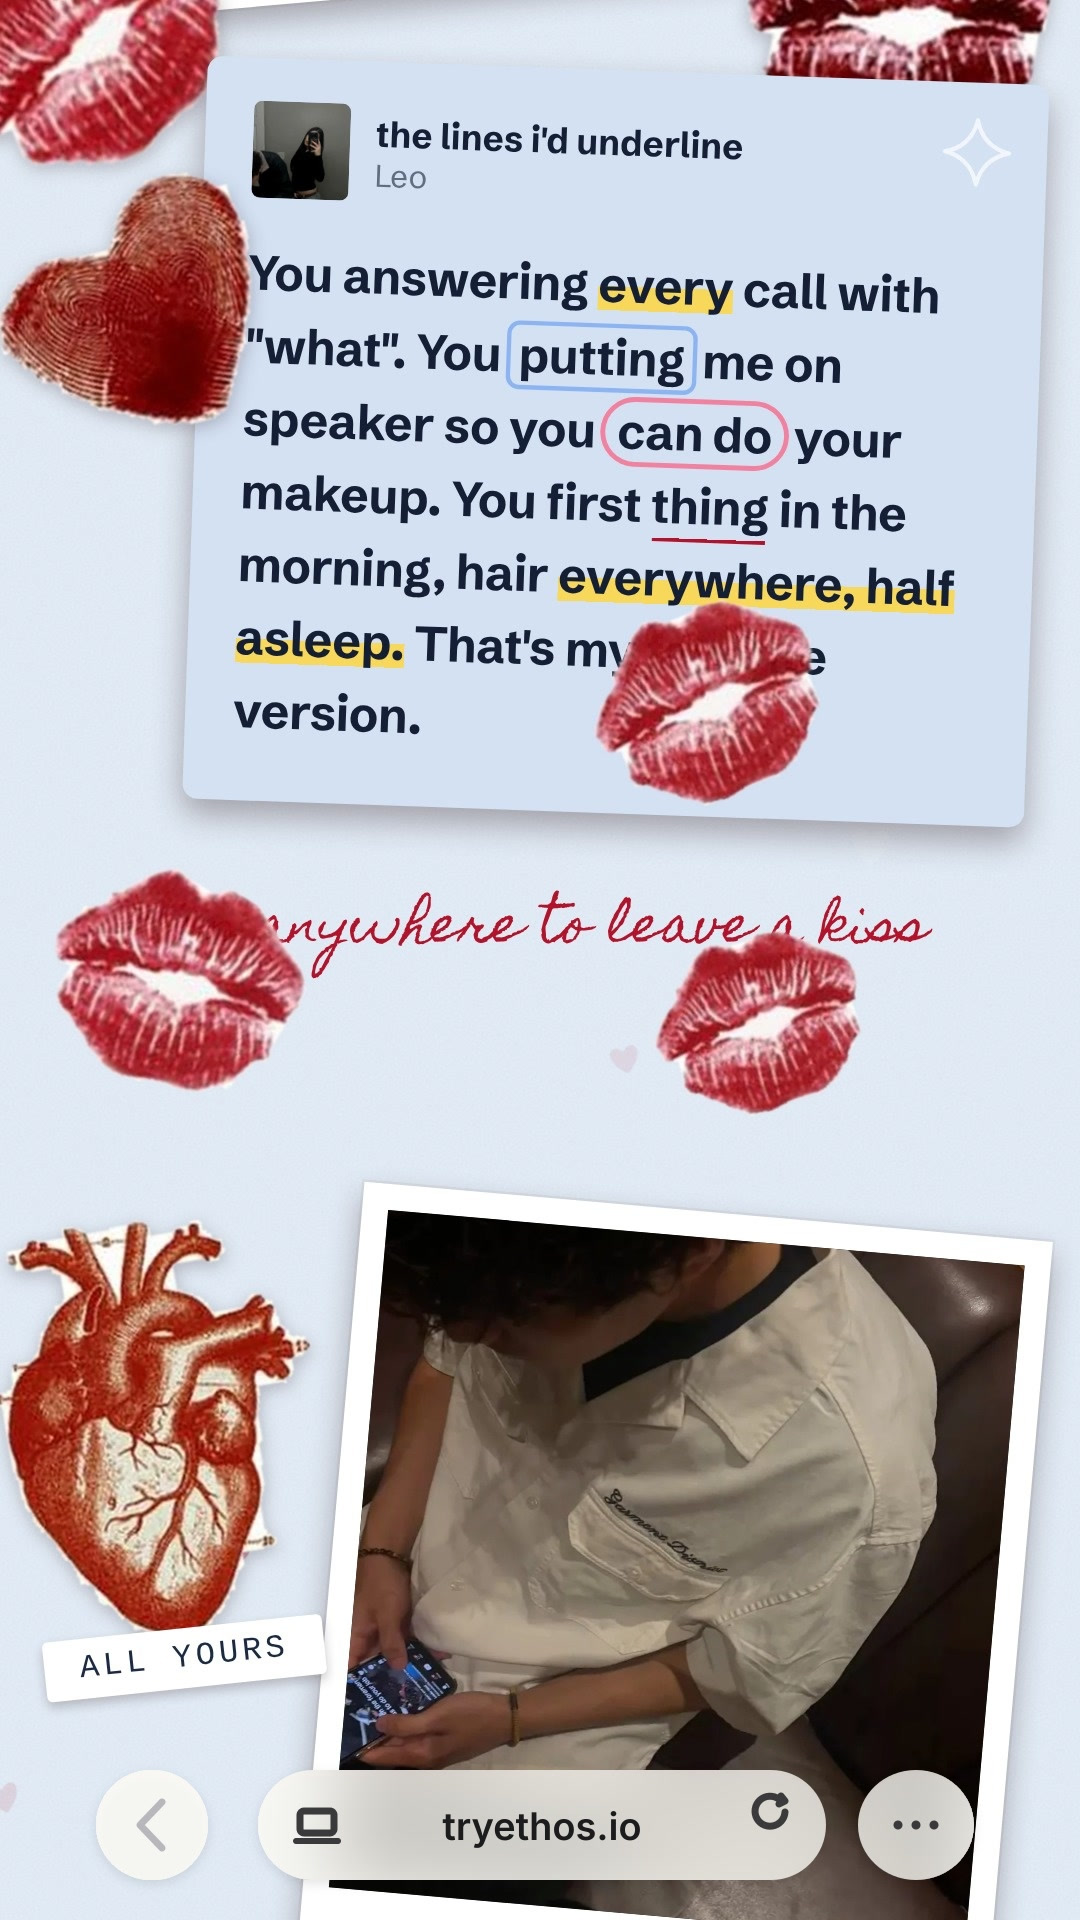 the lines i'd underline
Leo
You answering every call with
"what". You putting me on
speaker so you can do your
makeup. You first thing in the
morning, hair everywhere, half
asleep. That's my
version.
anywhere to leave a kiss
ALL YOURS
tryethos.io